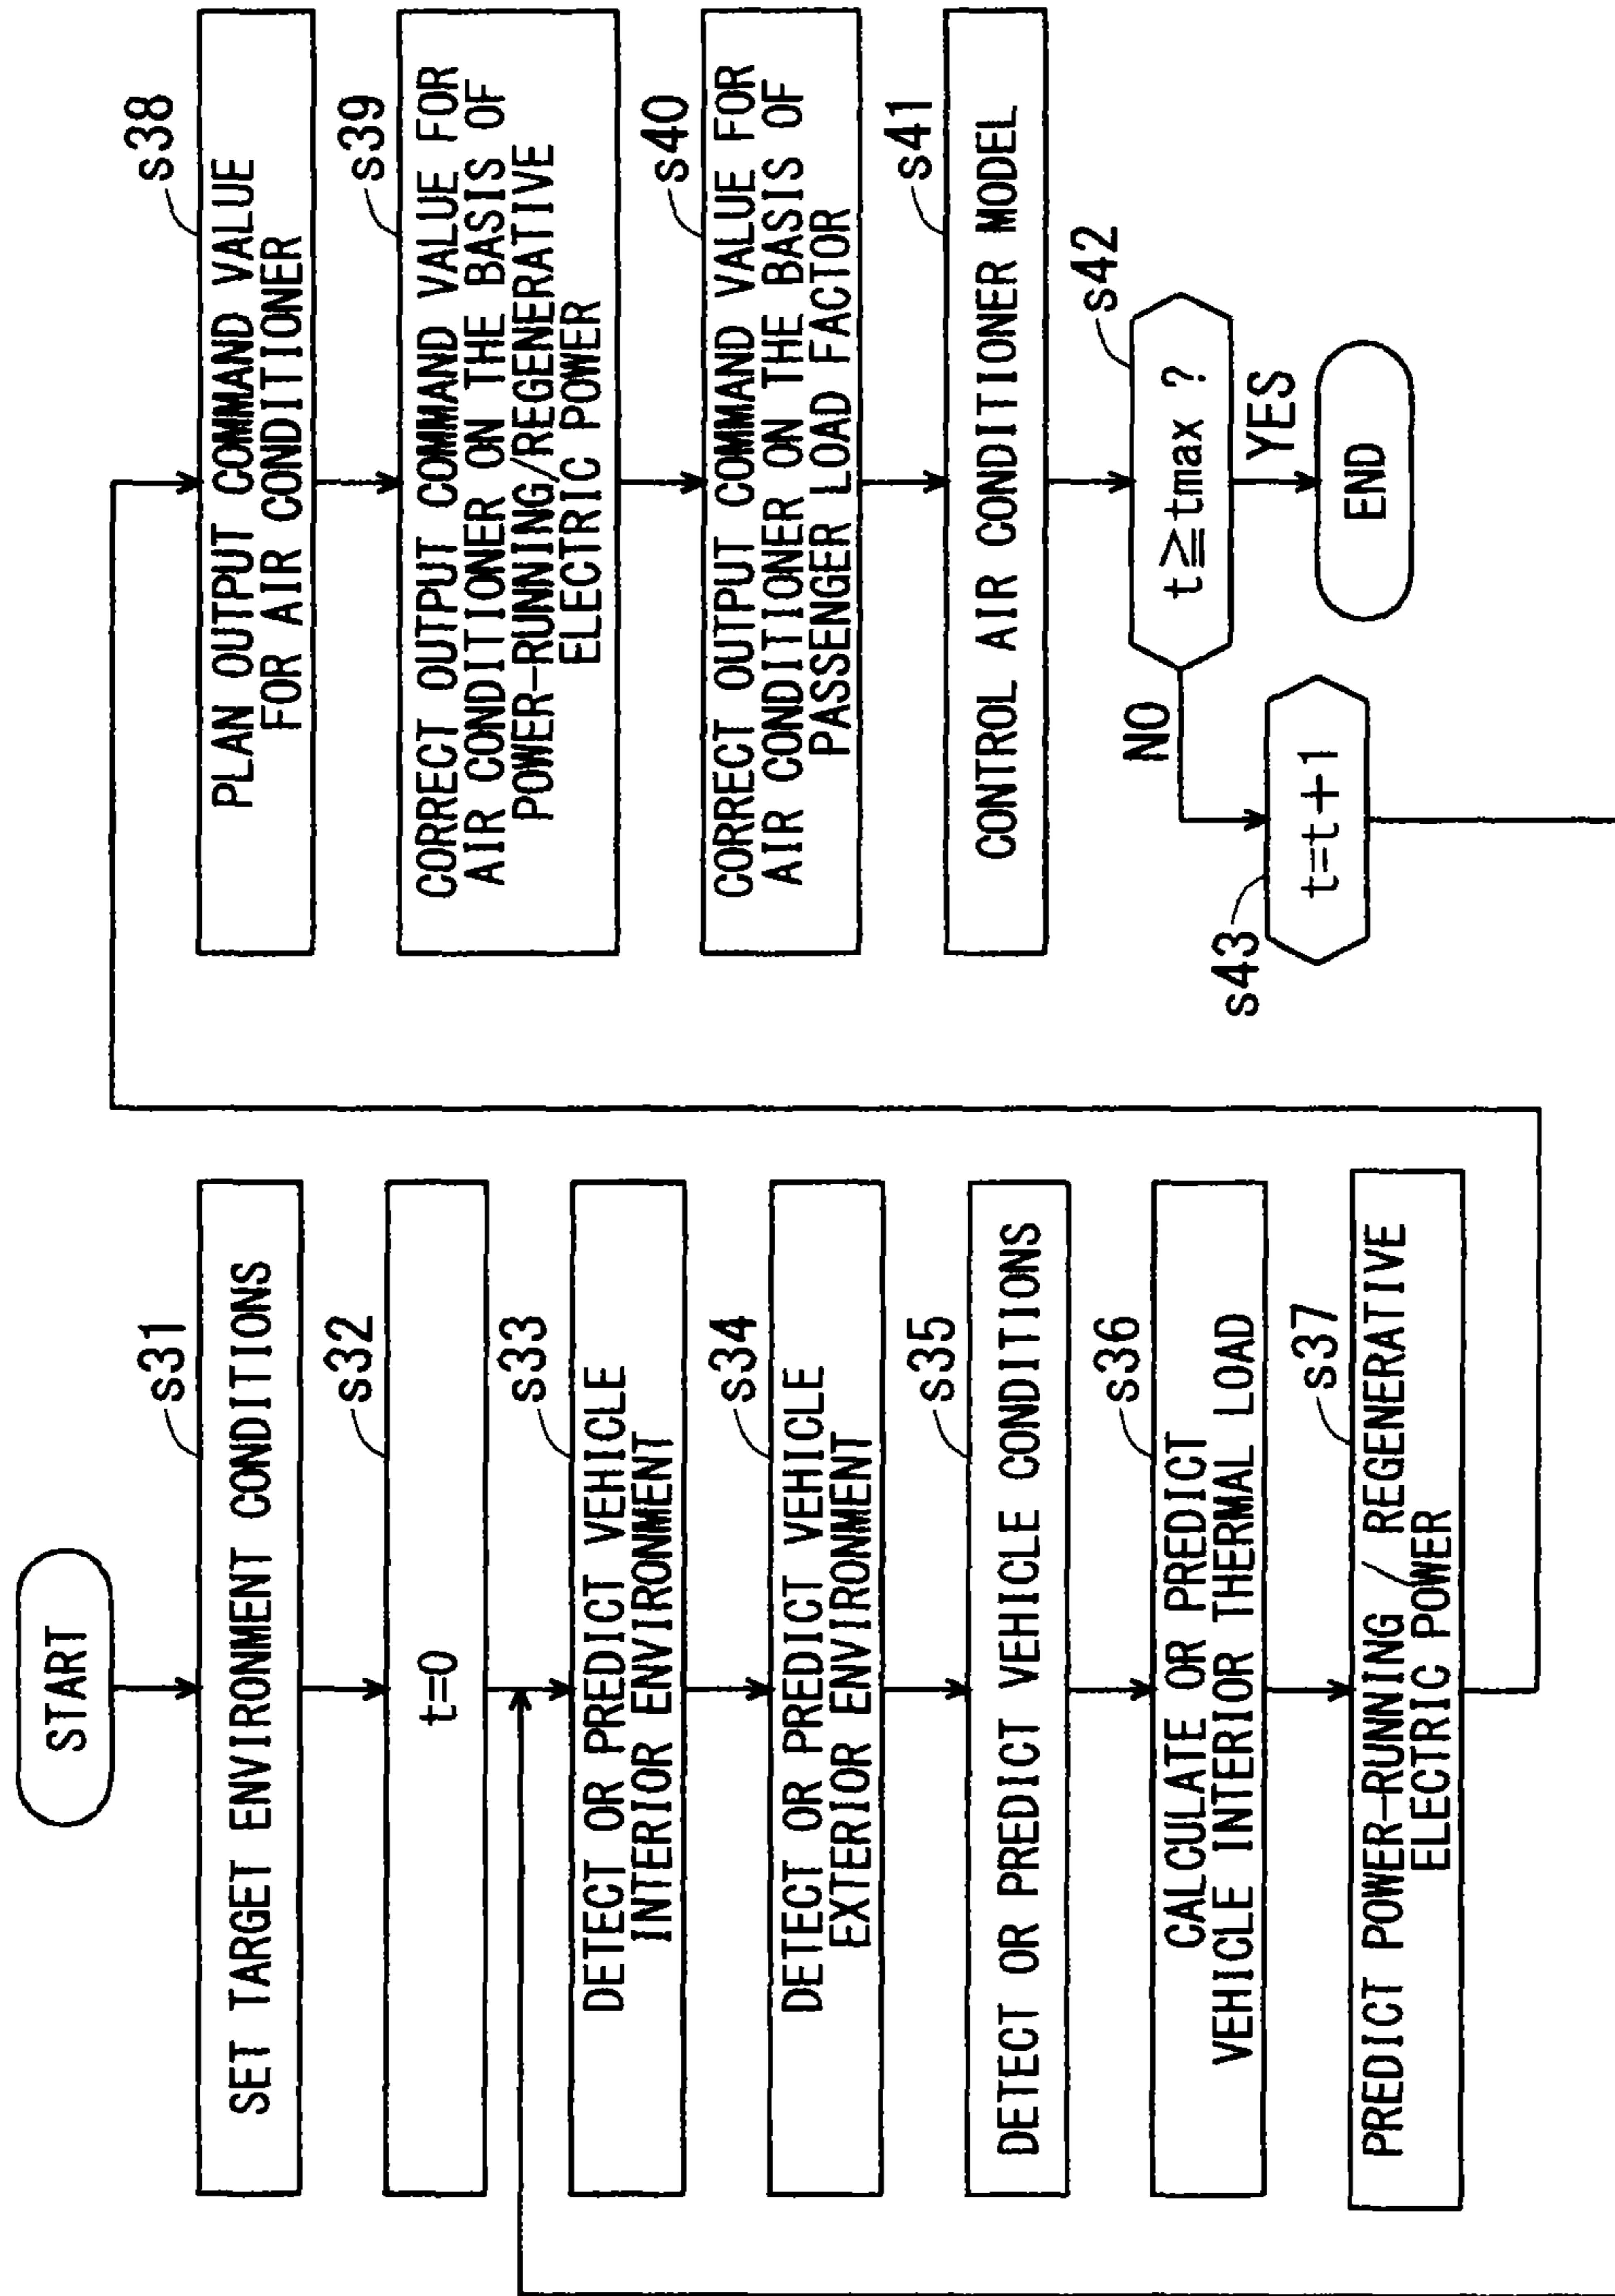 START
s31
SET TARGET ENVIRONMENT CONDITIONS
s32
t=0
s33
DETECT OR PREDICT VEHICLE
INTERIOR ENVIRONMENT
s34
DETECT OR PREDICT VEHICLE
EXTERIOR ENVIRONMENT
s35
DETECT OR PREDICT VEHICLE CONDITIONS
s36
CALCULATE OR PREDICT
VEHICLE INTERIOR THERMAL LOAD
s37
PREDICT POWER-RUNNING / REGENERATIVE
ELECTRIC POWER
s38
PLAN OUTPUT COMMAND VALUE
FOR AIR CONDITIONER
s39
CORRECT OUTPUT COMMAND VALUE FOR
AIR CONDITIONER ON THE BASIS OF
POWER-RUNNING/REGENERATIVE
ELECTRIC POWER
s40
CORRECT OUTPUT COMMAND VALUE FOR
AIR CONDITIONER ON THE BASIS OF
PASSENGER LOAD FACTOR
s41
CONTROL AIR CONDITIONER MODEL
s42
t≧tmax ?
YES
END
NO
s43
t=t+1